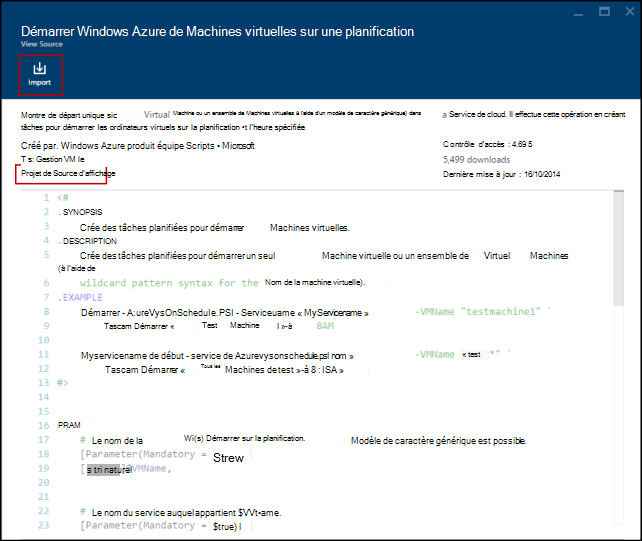 Démarrer Windows Azure de Machines virtuelles sur une planification
View Source
Import
Montre de départ unique sic Virtual Machine ou un ensemble de Machines virtuelles à l'aide d'un modèle de caractère générique) dans a Service de cloud. Il effectue cette opération en créant
tâches pour démarrer les ordinateurs virtuels sur la planification •t l'heure spécifiée
Créé par. Windows Azure produit équipe Scripts • Microsoft Contrôle d'accès : 4.69 5
T s: Gestion VM le 5,499 downloads
Projet de Source d'affichage Dernière mise à jour : 16/10/2014
1 <#
2 . SYNOPSIS
3 Crée des tâches planifiées pour démarrer Machines virtuelles.
4 . DESCRIPTION
5 Crée des tâches planifiées pour démarrer un seul Machine virtuelle ou un ensemble de Virtuel Machines
(à l'aide de
6 wildcard pattern syntax for the Nom de la machine virtuelle).
7 .EXAMPLE
8 Démarrer - A:ureVysOnSchedule.PSI - Serviceuame « MyServicename » -VMName "testmachine1" `
9 Tascam Démarrer « Test Machine l »-à 8AM
10
11 Myservicename de début - service de Azurevysonschedule.psl nom » -VMName « test :*" `
12 Tascam Démarrer « Tous les Machines de test »-à 8 : ISA »
13 #>
14
15
16 PRAM
17 # Le nom de la Wi(s) Démarrer sur la planification. Modèle de caractère générique est possible.
18 [Parameter(Mandatory = Strew
19 [ s tri naturel $VMName,
20
21
22 # Le nom du service auquel appartient $VVt•ame.
23 [Parameter(Mandatory = $true) l